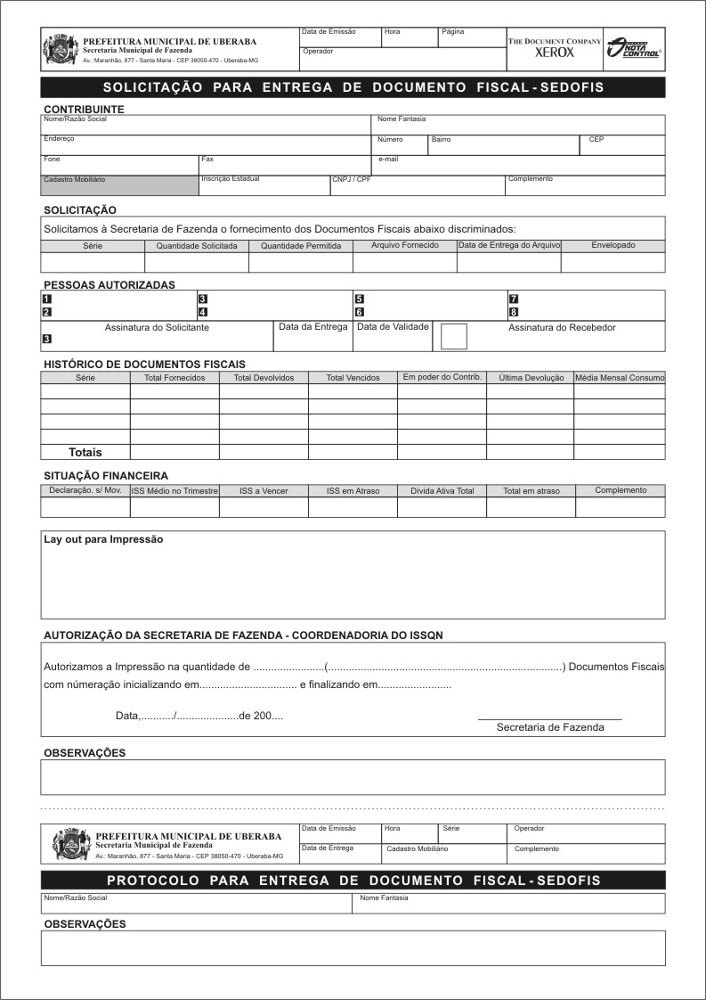 PREFEITURA MUNICIPAL DE UBERABA
Secretaria Municipal de Fazenda
Av.: Maranhão, 877 - Santa Maria - CEP 38050-470 - Uberaba-MG
Data de Emissão Hora Página
Operador
THE DOCUMENT COMPANY
XEROX
NOTA
CONTROL
SOLICITAÇÃO PARA ENTREGA DE DOCUMENTO FISCAL - SEDOFIS
CONTRIBUINTE
Nome/Razão Social Nome Fantasia
Endereço Número Bairro CEP
Fone Fax e-mail
Cadastro Mobiliário Inscrição Estadual CNPJ / CPF Complemento
SOLICITAÇÃO
Solicitamos à Secretaria de Fazenda o fornecimento dos Documentos Fiscais abaixo discriminados:
Série Quantidade Solicitada Quantidade Permitida Arquivo Fornecido Data de Entrega do Arquivo Envelopado
PESSOAS AUTORIZADAS
1 3 5 7
2 4 6 8
Assinatura do Solicitante Data da Entrega Data de Validade Assinatura do Recebedor
3
HISTÓRICO DE DOCUMENTOS FISCAIS
Série Total Fornecidos Total Devolvidos Total Vencidos Em poder do Contrib. Última Devolução Média Mensal Consumo
Totais
SITUAÇÃO FINANCEIRA
Declaração. s/ Mov. ISS Médio no Trimestre ISS a Vencer ISS em Atraso Dívida Ativa Total Total em atraso Complemento
Lay out para Impressão
AUTORIZAÇÃO DA SECRETARIA DE FAZENDA - COORDENADORIA DO ISSQN
Autorizamos a Impressão na quantidade de ........................(................................................................................) Documentos Fiscais
com númeração inicializando em................................. e finalizando em.........................
Data,.........../.....................de 200....
Secretaria de Fazenda
OBSERVAÇÕES
PREFEITURA MUNICIPAL DE UBERABA
Secretaria Municipal de Fazenda
Av.: Maranhão, 877 - Santa Maria - CEP 38050-470 - Uberaba-MG
Data de Emissão Hora Série Operador
Data de Entrega Cadastro Mobiliário Complemento
PROTOCOLO PARA ENTREGA DE DOCUMENTO FISCAL - SEDOFIS
Nome/Razão Social Nome Fantasia
OBSERVAÇÕES